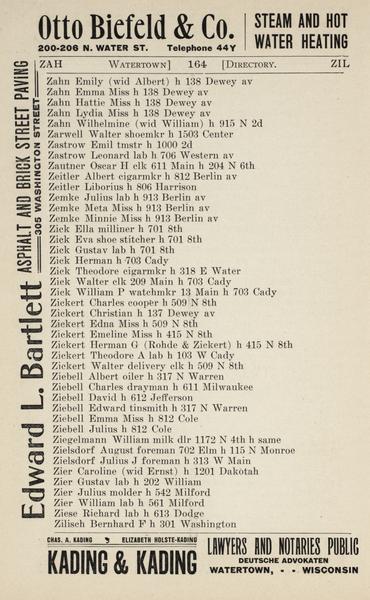 Otto Biefeld & Co.
200-206 N. WATER ST. Telephone 44Y
STEAM AND HOT
WATER HEATING
ZAH WATERTOWN] 164 [DIRECTORY. ZIL
Zahn Emily (wid Albert) h 138 Dewey av
Zahn Emma Miss h 138 Dewey av
Zahn Hattie Miss h 138 Dewey av
Zahn Lydia Miss h 138 Dewey av
Zahn Wilhelmine (wid William) h 915 N 2d
Zarwell Walter shoemkr h 1503 Center
Zastrow Emil tmstr h 1000 2d
Zastrow Leonard lab h 706 Western av
Zautner Oscar H elk 611 Main h 204 N 6th
Zeitler Albert cigarmkr h 812 Berlin av
Zeitler Liborius h 806 Harrison
Zemke Julius lab h 913 Berlin av
Zemke Meta Miss h 913 Berlin av
Zemke Minnie Miss h 913 Berlin av
Zick Ella milliner h 701 8th
Zick Eva shoe stitcher h 701 8th
Zick Gustav lab h 701 8th
Zick Herman h 703 Cady
Zick Theodore cigarmkr h 318 E Water
Zick Walter clk 209 Main h 703 Cady
Zick William P watchmkr 13 Main h 703 Cady
Zickert Charles cooper h 509 N 8th
Zickert Christian h 137 Dewey av
Zickert Edna Miss h 509 N 8th
Zickert Emeline Miss h 415 N 8th
Zickert Herman G (Rohde & Zickert) h 415 N 8th
Zickert Theodore A lab h 103 W Cady
Zickert Walter delivery clk h 509 N 8th
Ziebell Albert oiler h 317 N Warren
Ziebell Charles drayman h 611 Milwaukee
Ziebell David h 612 Jefferson
Ziebell Edward tinsmith h 317 N Warren
Ziebell Emma Miss h 812 Cole
Ziebell Julius h 812 Cole
Ziegelmann William milk dlr 1172 N 4th h same
Zielsdorf August foreman 702 Elm h 115 N Monroe
Zielsdorf Julius J foreman h 313 W Main
Zier Caroline (wid Ernst) h 1201 Dakotah
Zier Gustav lab h 202 William
Zier Julius molder h 542 Milford
Zier William lab h 561 Milford
Ziese Richard lab h 613 Dodge
Zilisch Bernhard F h 301 Washington
Edward L. Bartlett ASPHALT AND BRICK STREET PAVING
305 WASHINGTON STREET
CHAS. A. KADING ELIZABETH HOLSTE-KADING
KADING & KADING
LAWYERS AND NOTARIES PUBLIC
DEUTSCHE ADVOKATEN
WATERTOWN, - - WISCONSIN